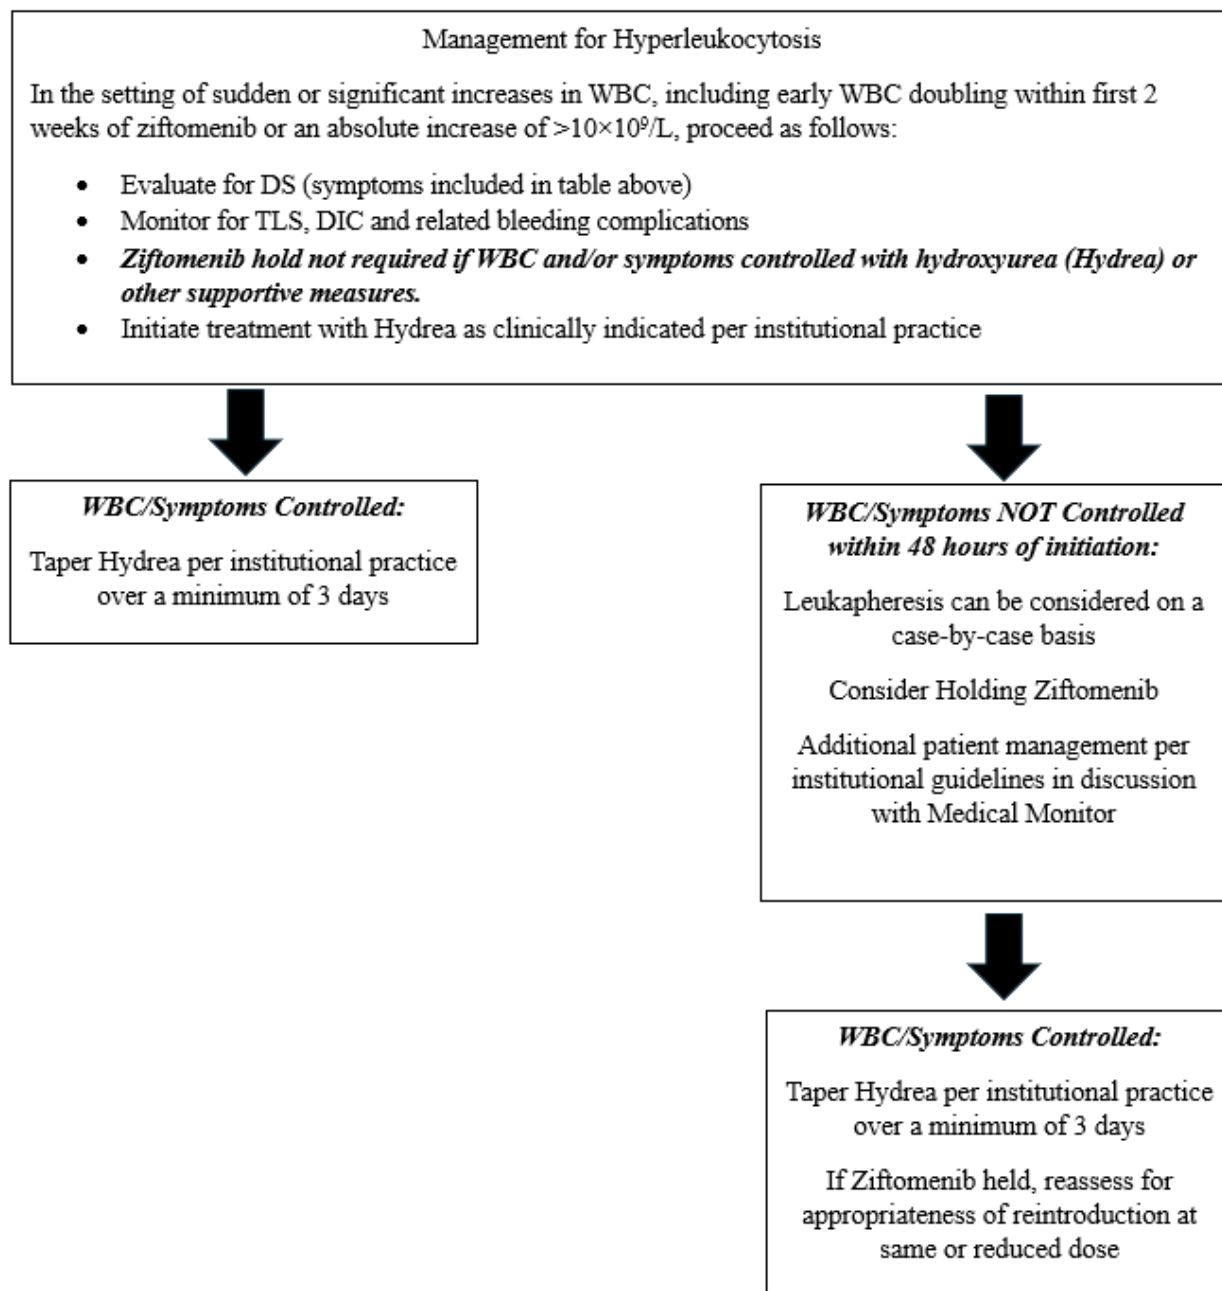 Management for Hyperleukocytosis
In the setting of sudden or significant increases in WBC, including early WBC doubling within first 2
weeks of ziftomenib or an absolute increase of >10×10⁹/L, proceed as follows:
• Evaluate for DS (symptoms included in table above)
• Monitor for TLS, DIC and related bleeding complications
• Ziftomenib hold not required if WBC and/or symptoms controlled with hydroxyurea (Hydrea) or
other supportive measures.
• Initiate treatment with Hydrea as clinically indicated per institutional practice
WBC/Symptoms Controlled:
Taper Hydrea per institutional practice
over a minimum of 3 days
WBC/Symptoms NOT Controlled
within 48 hours of initiation:
Leukapheresis can be considered on a
case-by-case basis
Consider Holding Ziftomenib
Additional patient management per
institutional guidelines in discussion
with Medical Monitor
WBC/Symptoms Controlled:
Taper Hydrea per institutional practice
over a minimum of 3 days
If Ziftomenib held, reassess for
appropriateness of reintroduction at
same or reduced dose